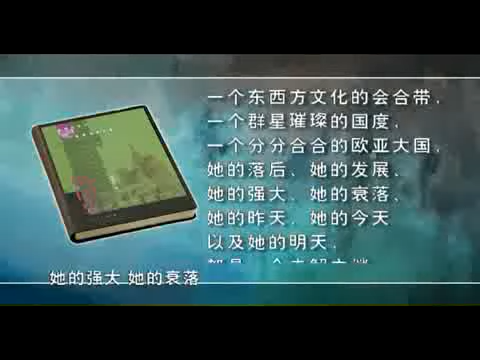 一个东西方文化的会合带、
一个群星璀璨的国度、
一个分分合合的欧亚大国、
她的落后、她的发展、
她的强大、她的衰落、
她的昨天、她的今天
以及她的明天、
她的强大 她的衰落